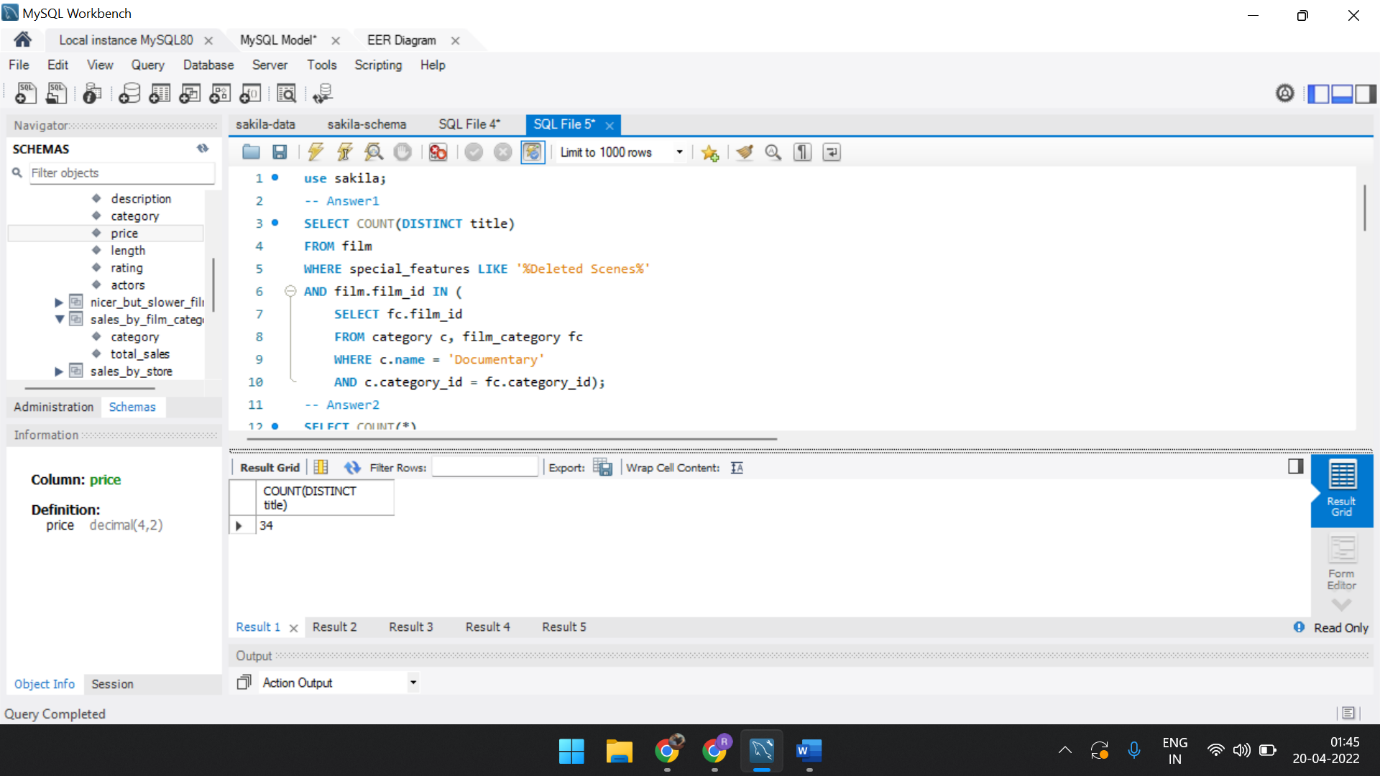 MySQL Workbench
Local instance MySQL80 ×
MySQL Model* ×
EER Diagram ×
File Edit View Query Database Server Tools Scripting Help
Navigator
SCHEMAS
Filter objects
description
category
price
length
rating
actors
sales_by_film_categ
category
total_sales
sales_by_store
Administration Schemas
Information
Column: price
Definition:
price decimal(4,2)
Object Info Session
sakila-data sakila-schema SQL File 4* SQL File 5* ×
Limit to 1000 rows
1 use sakila;
2 -- Answer1
3 SELECT COUNT(DISTINCT title)
4 FROM film
5 WHERE special_features LIKE '%Deleted Scenes%'
6 AND film.film_id IN (
7 SELECT fc.film_id
8 FROM category c, film_category fc
9 WHERE c.name = 'Documentary'
10 AND c.category_id = fc.category_id);
11 -- Answer2
12 SELECT COUNT(*)
Result Grid Filter Rows: Export: Wrap Cell Content:
COUNT(DISTINCT
title)
34
Result
Grid
Form
Editor
Result 1 × Result 2 Result 3 Result 4 Result 5
Read Only
Output
Action Output
Query Completed
ENG
IN
01:45
20-04-2022